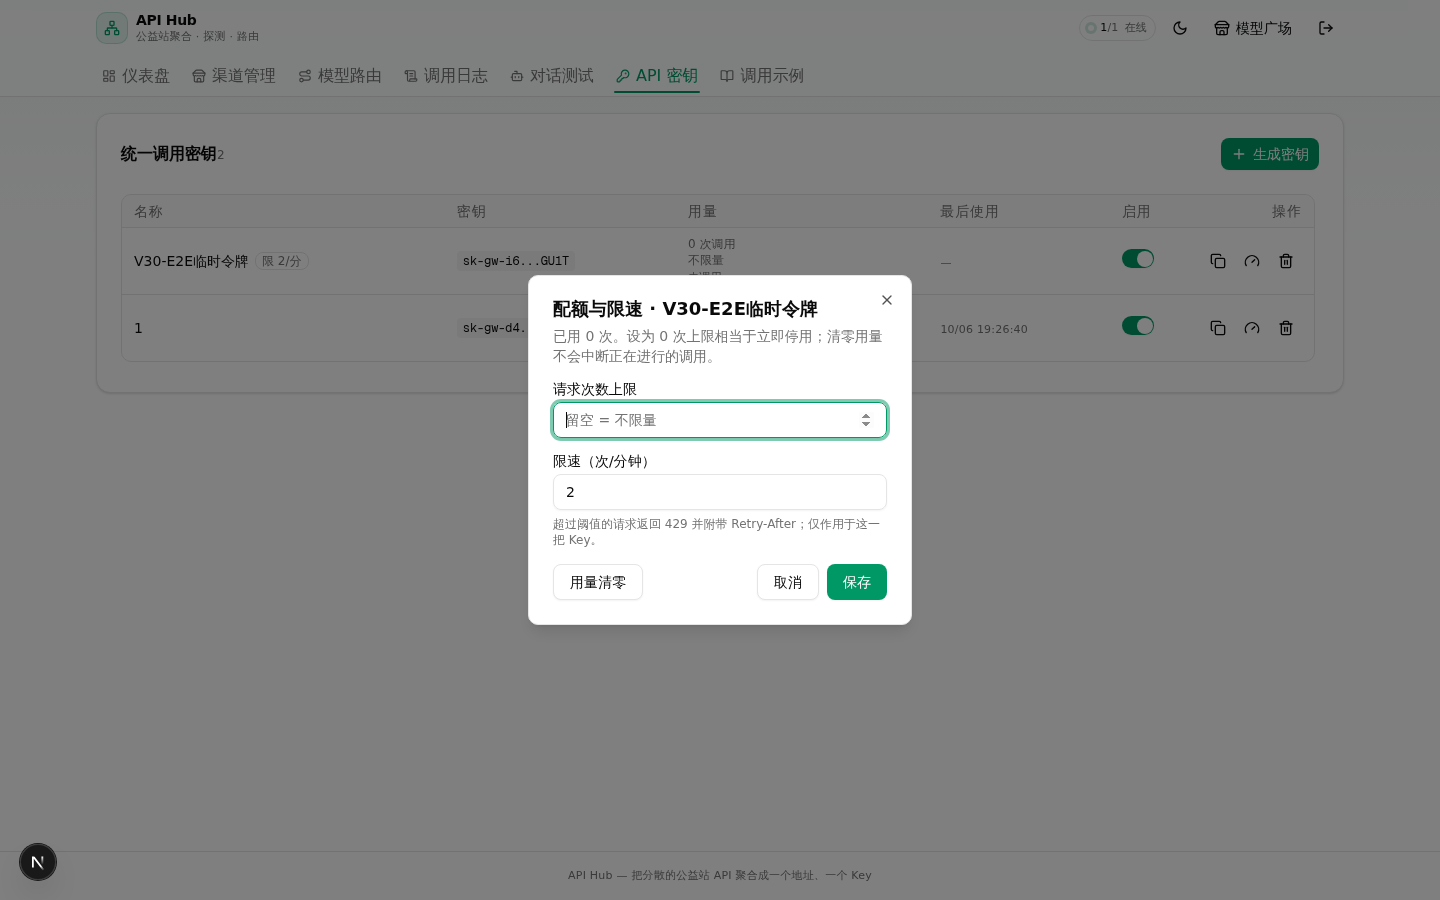 API Hub
公益站聚合 · 探测 · 路由
1/1 在线
模型广场
仪表盘
渠道管理
模型路由
调用日志
对话测试
API 密钥
调用示例
统一调用密钥2
生成密钥
名称
密钥
用量
最后使用
启用
操作
V30-E2E临时令牌
限 2/分
sk-gw-i6...GU1T
0 次调用
不限量
—
1
sk-gw-d4.
10/06 19:26:40
配额与限速 · V30-E2E临时令牌
已用 0 次。设为 0 次上限相当于立即停用；清零用量
不会中断正在进行的调用。
请求次数上限
留空 = 不限量
限速（次/分钟）
2
超过阈值的请求返回 429 并附带 Retry-After；仅作用于这一
把 Key。
用量清零
取消
保存
N
API Hub — 把分散的公益站 API 聚合成一个地址、一个 Key